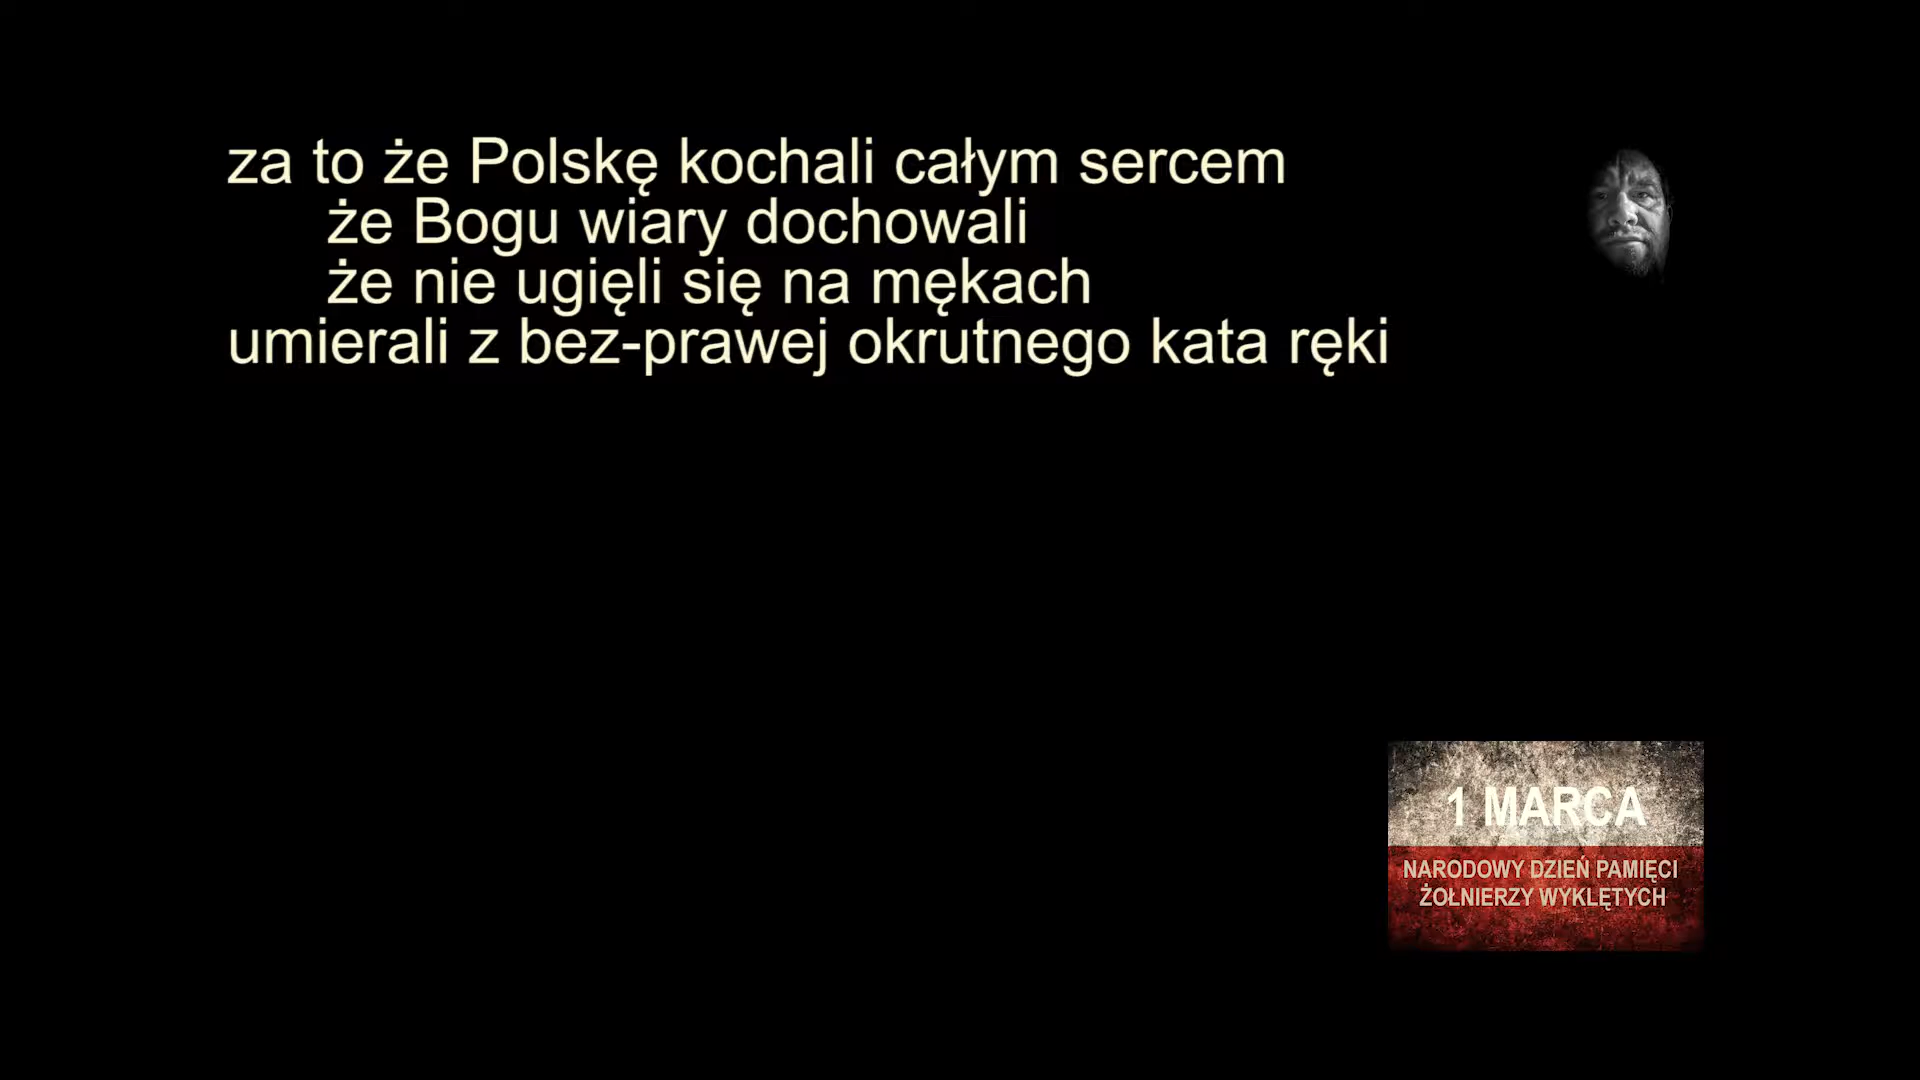 za to że Polskę kochali całym sercem
że Bogu wiary dochowali
że nie ugięli się na mękach
umierali z bez-prawej okrutnego kata ręki
1 MARCA
NARODOWY DZIEŃ PAMIĘCI
ŻOŁNIERZY WYKLĘTYCH